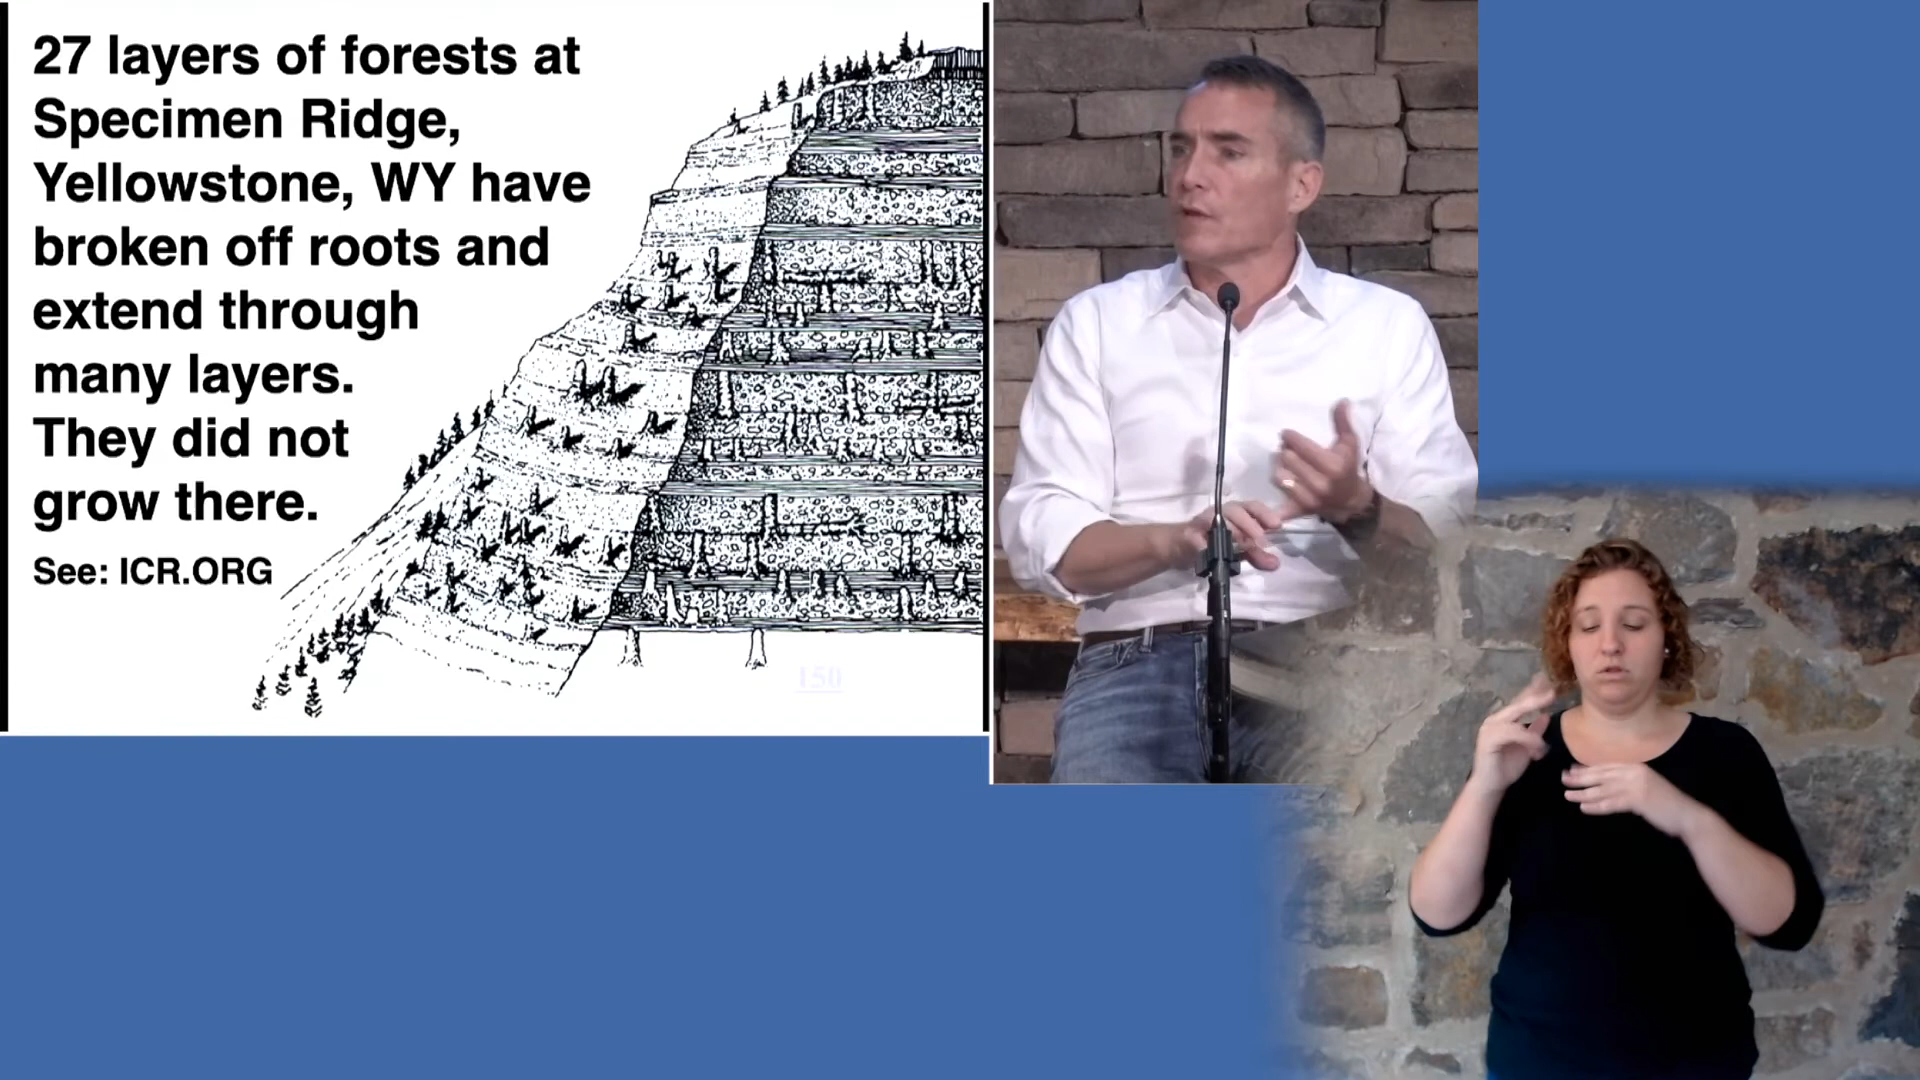 27 layers of forests at
Specimen Ridge,
Yellowstone, WY have
broken off roots and
extend through
many layers.
They did not
grow there.
See: ICR.ORG
150